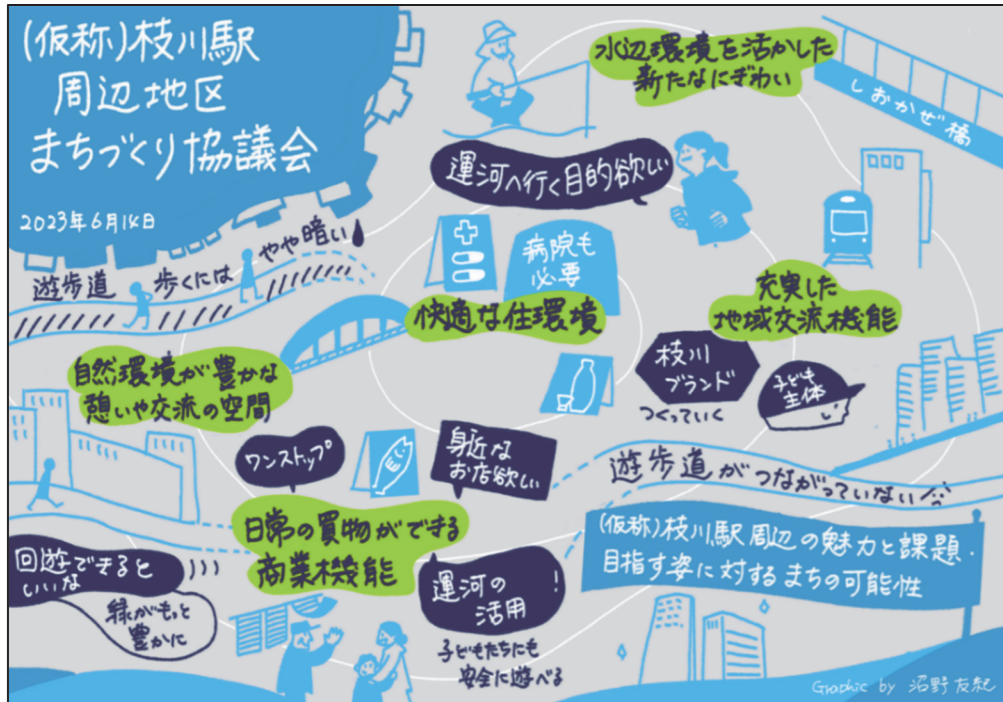 (仮称)枝川駅
周辺地区
まちづくり協議会
2023年6月14日
水辺環境を活かした
新たなにぎわい
しおかぜ橋
運河へ行く目的欲しい
遊歩道 歩くには やや暗い
病院も
必要
快適な住環境
充実した
地域交流機能
自然環境が豊かな
憩いや交流の空間
枝川
ブランド
つくっていく
子ども
主体
ワンストップ
身近な
お店欲しい
遊歩道がつながっていない
日常の買物ができる
商業機能
(仮称)枝川駅周辺の魅力と課題・
目指す姿に対するまちの可能性
回遊できると
いいな
緑がもっと
豊かに
運河の
活用!
子どもたちにも
安全に遊べる
Graphic by 沼野友紀